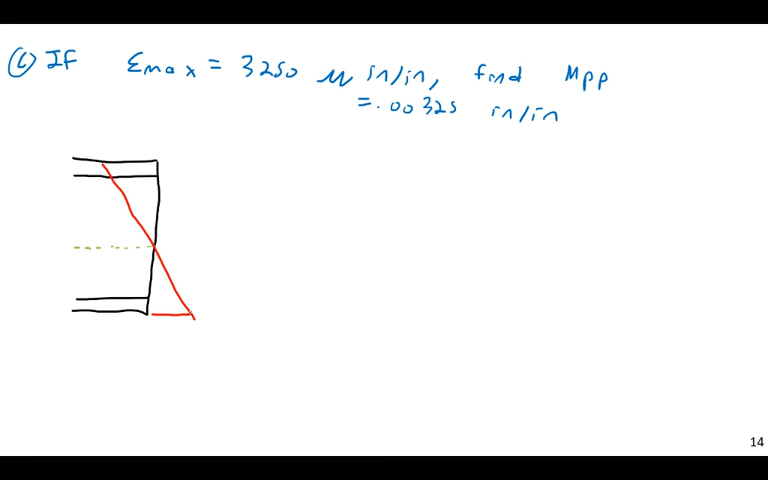 (c) IF εmax = 3250 μ in/in, find Mpp
= .00325 in/in
14